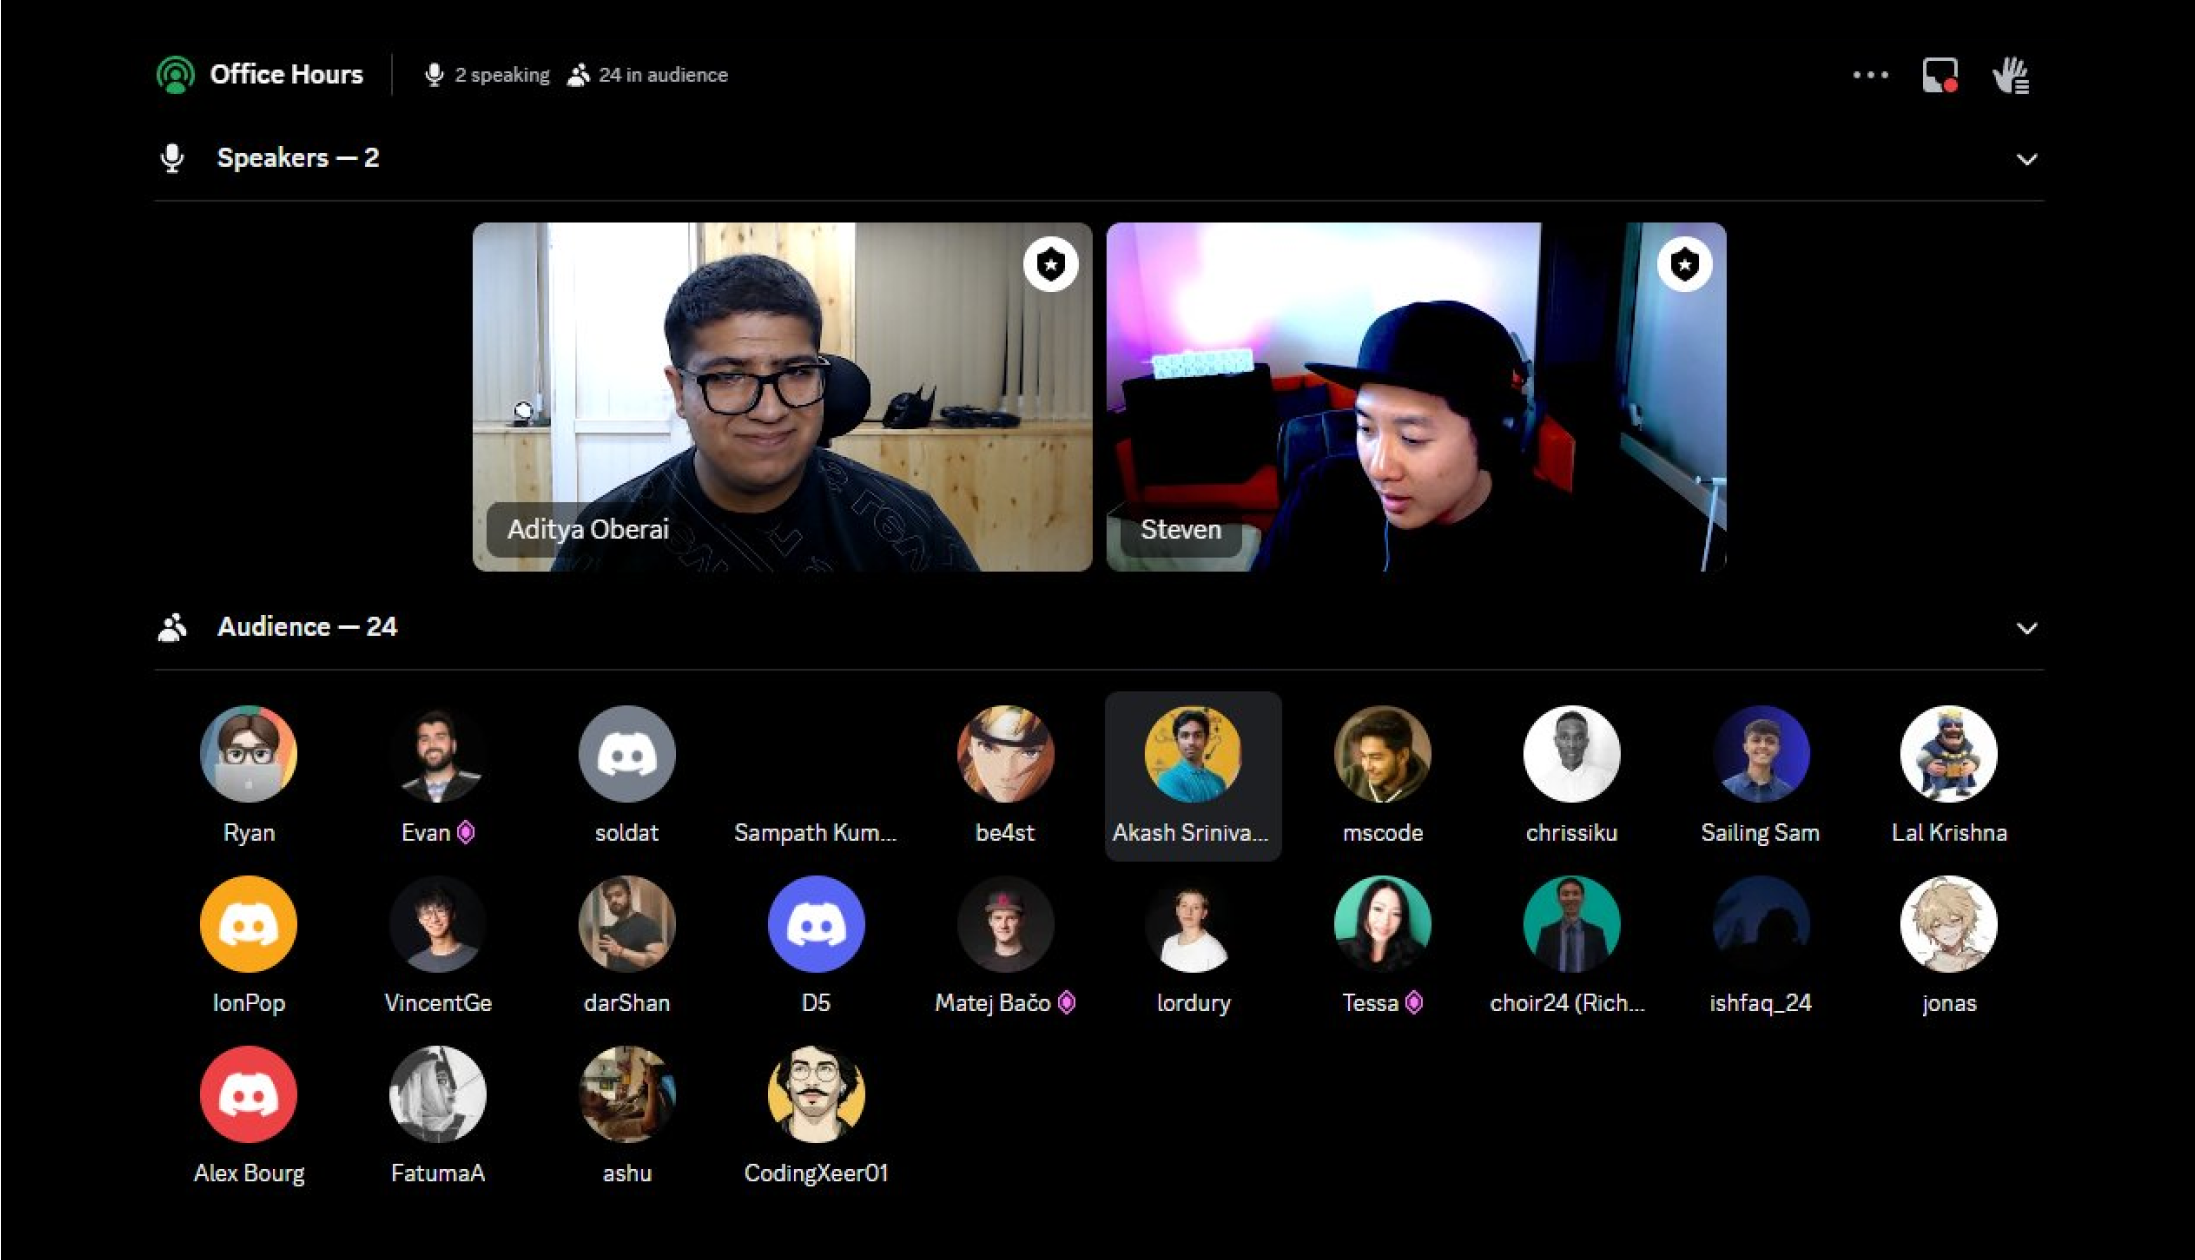 Office Hours
2 speaking
24 in audience
Speakers — 2
Aditya Oberai
Steven
Audience — 24
Ryan
Evan
soldat
Sampath Kum...
be4st
Akash Sriniva...
mscode
chrissiku
Sailing Sam
Lal Krishna
IonPop
VincentGe
darShan
D5
Matej Bačo
lordury
Tessa
choir24 (Rich...
ishfaq_24
jonas
Alex Bourg
FatumaA
ashu
CodingXeer01